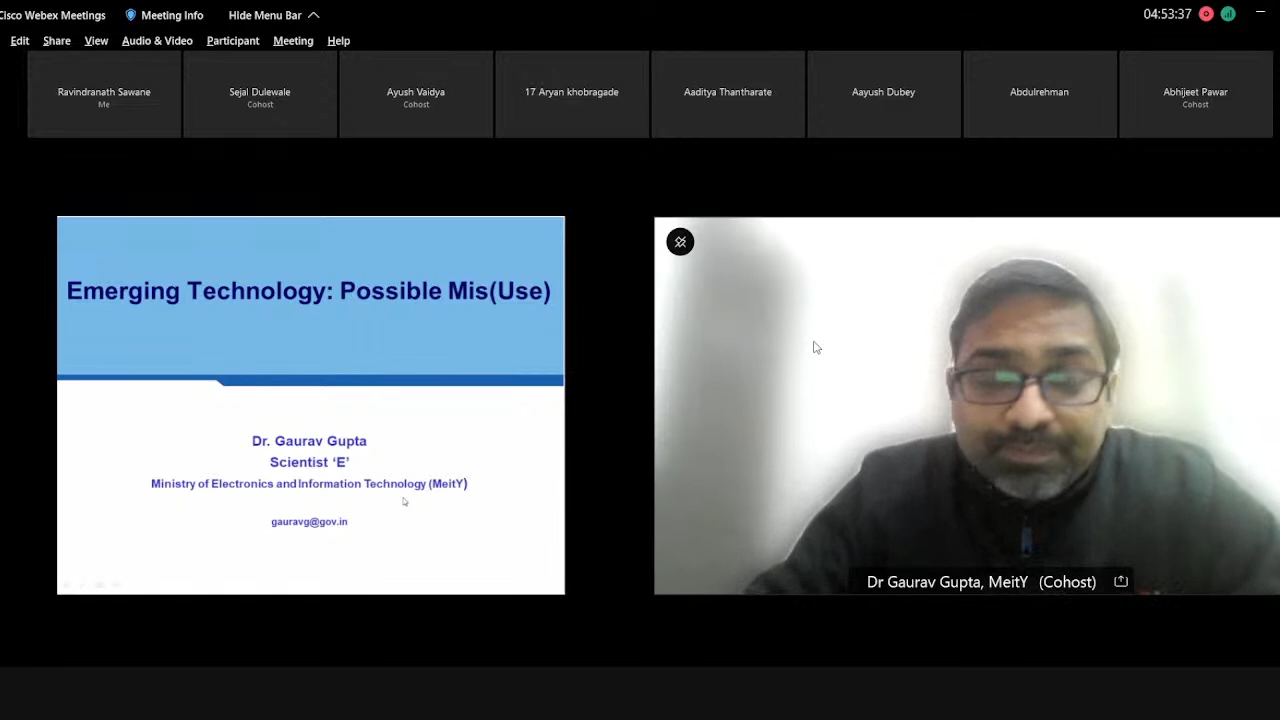 Cisco Webex Meetings
Meeting Info
Hide Menu Bar
04:53:37
Edit
Share
View
Audio & Video
Participant
Meeting
Help
Ravindranath Sawane
Me
Sejal Dulewale
Cohost
Ayush Vaidya
Cohost
17 Aryan khobragade
Aaditya Thantharate
Aayush Dubey
Abdulrehman
Abhijeet Pawar
Cohost
Emerging Technology: Possible Mis(Use)
Dr. Gaurav Gupta
Scientist ‘E’
Ministry of Electronics and Information Technology (MeitY)
gauravg@gov.in
Dr Gaurav Gupta, MeitY (Cohost)